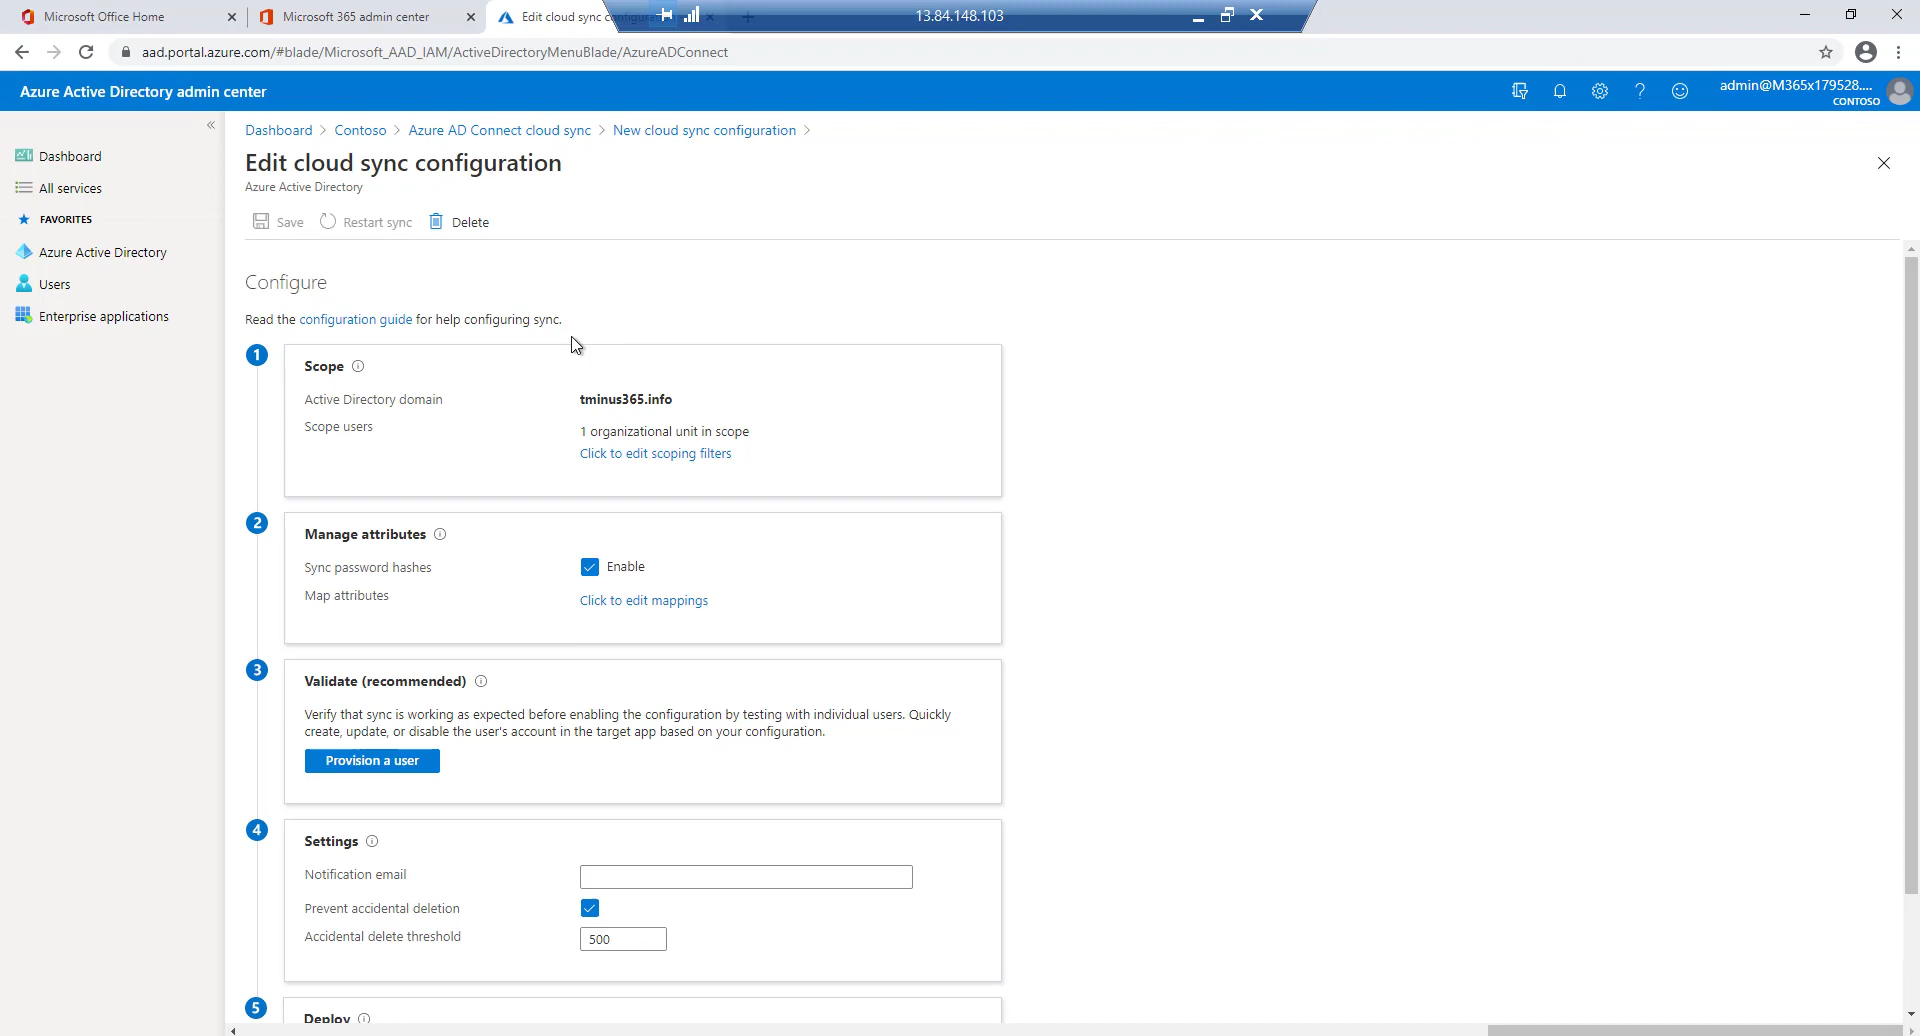 Microsoft Office Home
Microsoft 365 admin center
Edit cloud sync configura
13.84.148.103
aad.portal.azure.com/#blade/Microsoft_AAD_IAM/ActiveDirectoryMenuBlade/AzureADConnect
Azure Active Directory admin center
admin@M365x179528....
CONTOSO
Dashboard
All services
FAVORITES
Azure Active Directory
Users
Enterprise applications
Dashboard > Contoso > Azure AD Connect cloud sync > New cloud sync configuration >
Edit cloud sync configuration
Azure Active Directory
Save
Restart sync
Delete
Configure
Read the configuration guide for help configuring sync.
1
Scope
Active Directory domain
tminus365.info
Scope users
1 organizational unit in scope
Click to edit scoping filters
2
Manage attributes
Sync password hashes
Enable
Map attributes
Click to edit mappings
3
Validate (recommended)
Verify that sync is working as expected before enabling the configuration by testing with individual users. Quickly
create, update, or disable the user's account in the target app based on your configuration.
Provision a user
4
Settings
Notification email
Prevent accidental deletion
Accidental delete threshold
500
5
Deploy